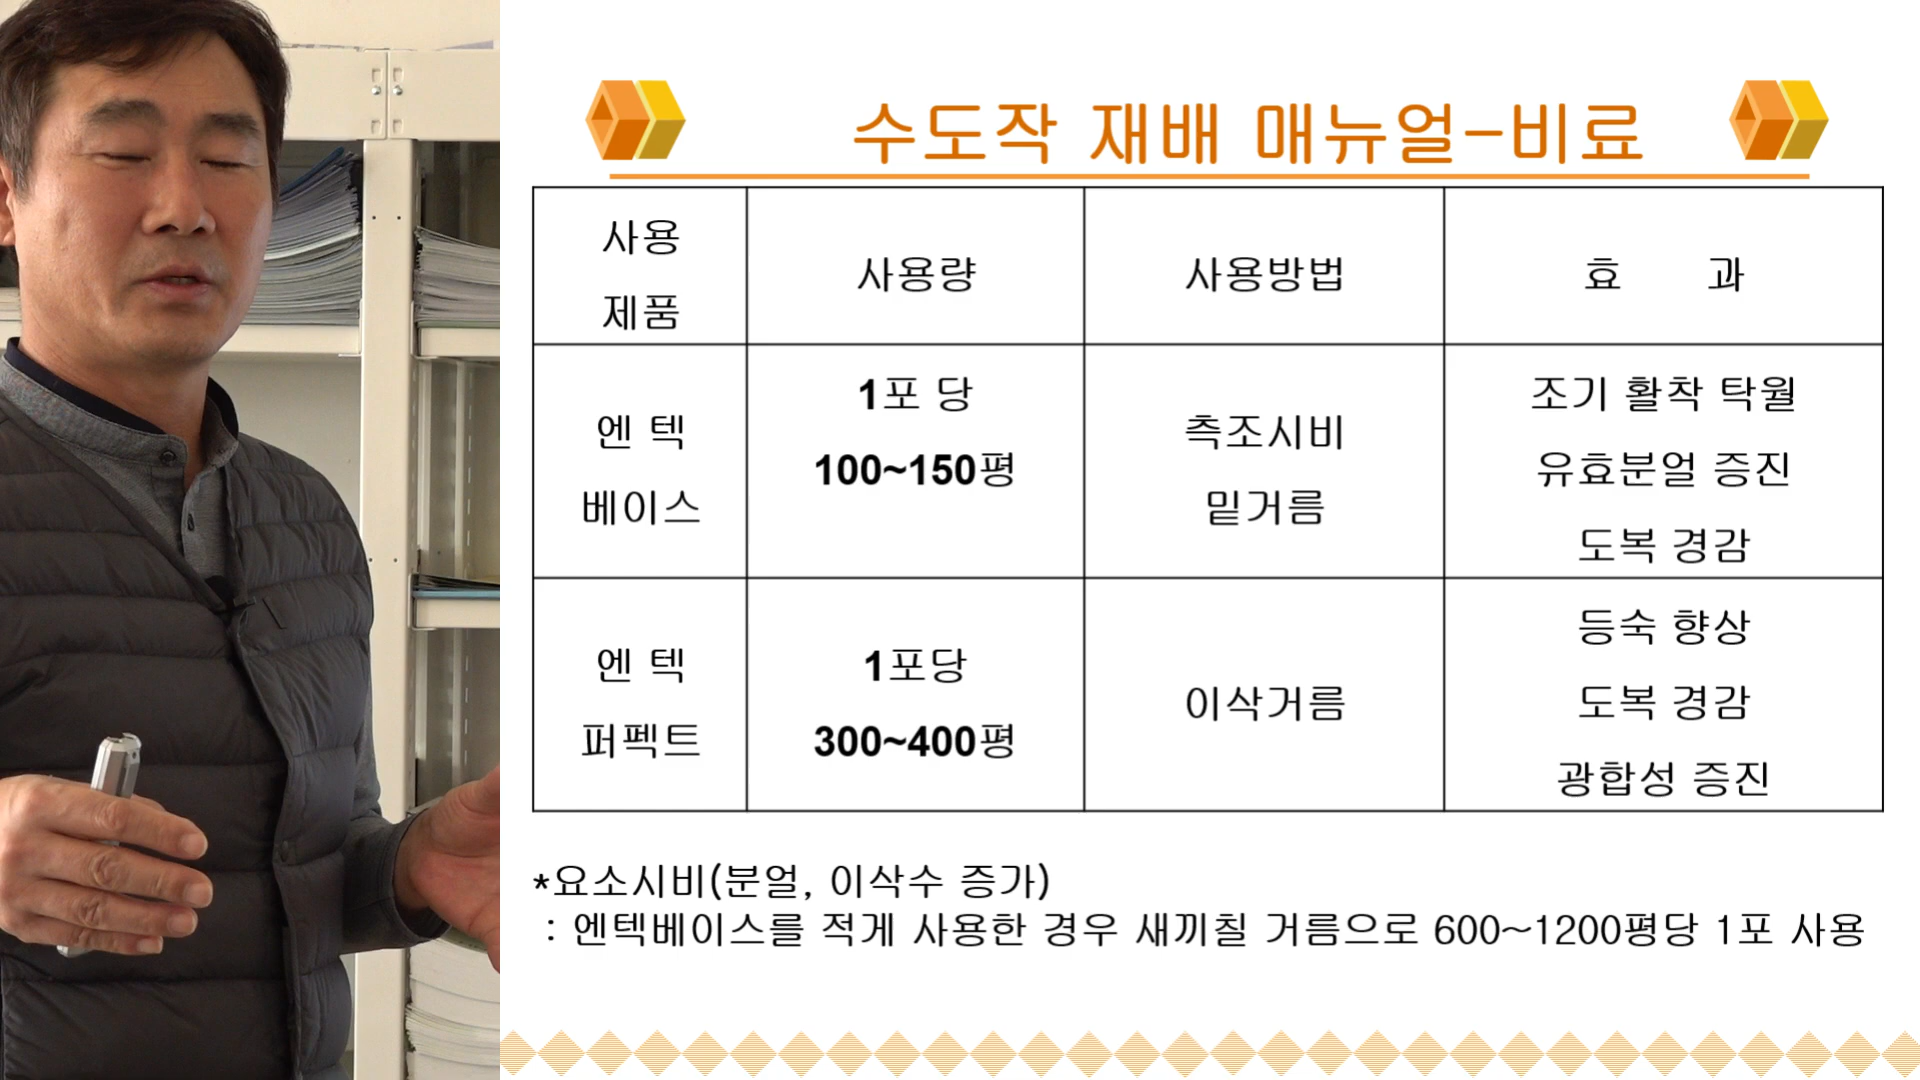 수도작 재배 매뉴얼-비료
사용
제품
사용량
사용방법
효 과
엔 텍
베이스
1포 당
100~150평
측조시비
밑거름
조기 활착 탁월
유효분얼 증진
도복 경감
엔 텍
퍼펙트
1포당
300~400평
이삭거름
등숙 향상
도복 경감
광합성 증진
*요소시비(분얼, 이삭수 증가)
: 엔텍베이스를 적게 사용한 경우 새끼칠 거름으로 600~1200평당 1포 사용